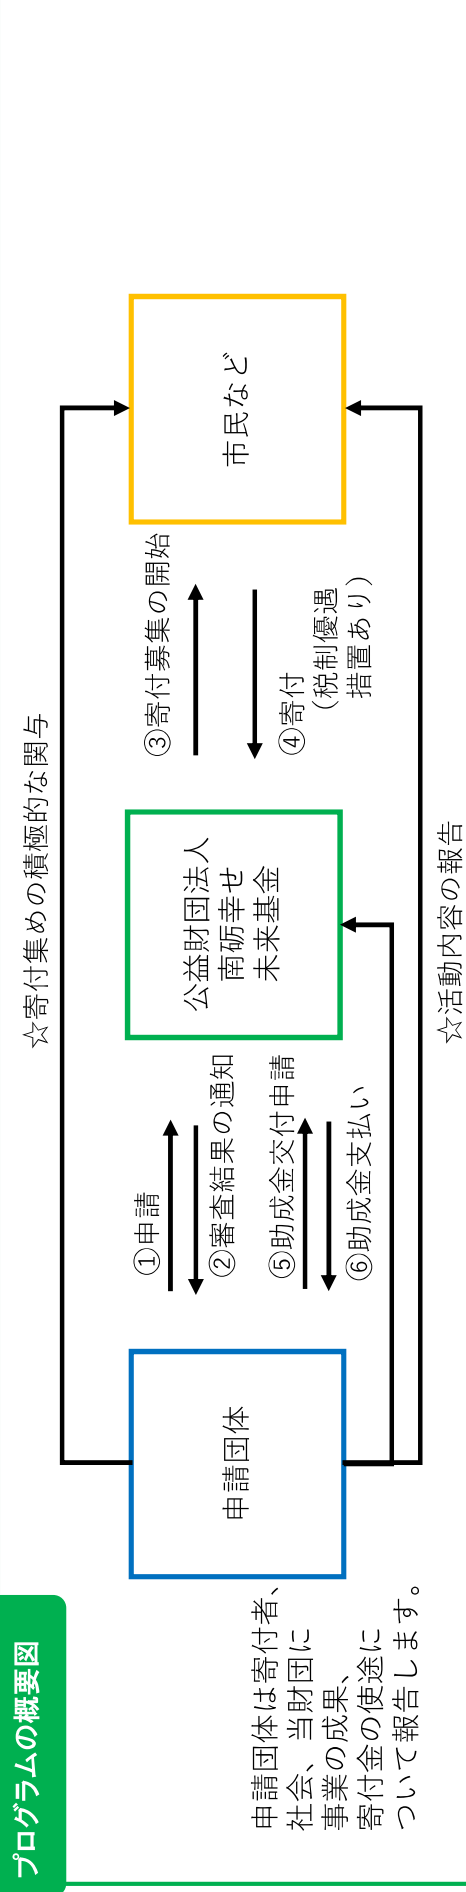 プログラムの概要図
☆寄付集めの積極的な関与
申請団体
①申請
②審査結果の通知
⑤助成金交付申請
⑥助成金支払い
公益財団法人
南砺幸せ
未来基金
③寄付募集の開始
④寄付
（税制優遇
措置あり）
市民など
☆活動内容の報告
申請団体は寄付者、
社会、当財団に
事業の成果、
寄付金の使途に
ついて報告します。